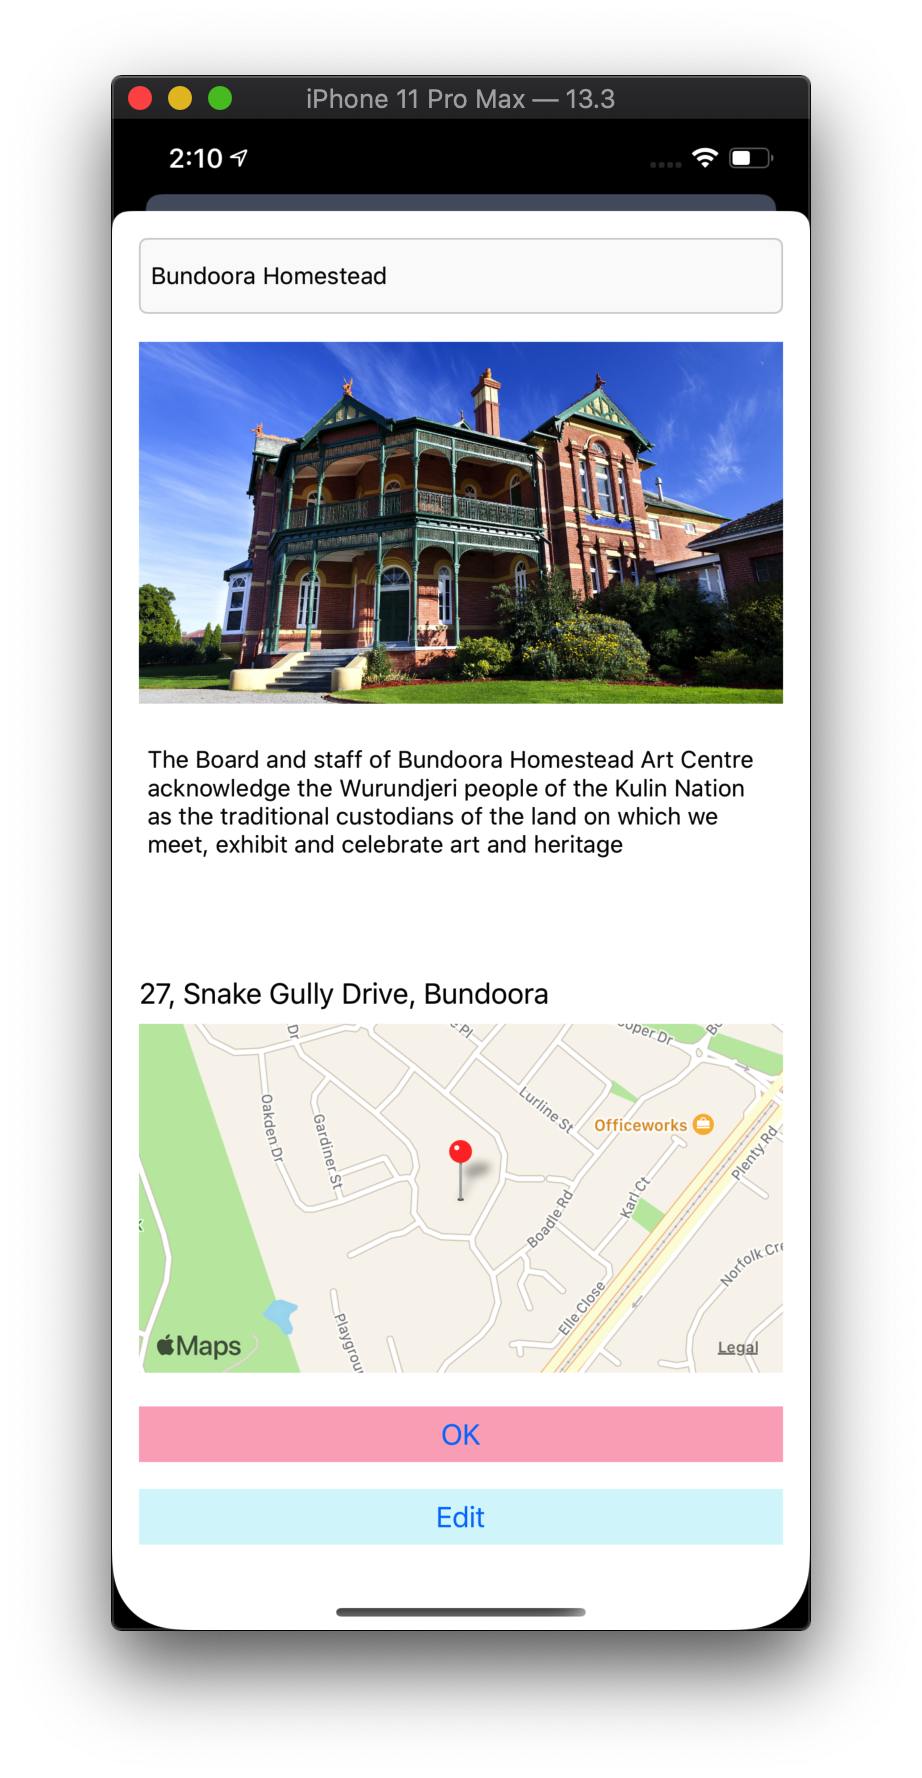 iPhone 11 Pro Max — 13.3
2:10
Bundoora Homestead
The Board and staff of Bundoora Homestead Art Centre
acknowledge the Wurundjeri people of the Kulin Nation
as the traditional custodians of the land on which we
meet, exhibit and celebrate art and heritage
27, Snake Gully Drive, Bundoora
Dr
Pl
oper Dr
Oakden Dr
Gardiner St
Lurline St
Officeworks
Plenty Rd
Karl Ct
Boadle Rd
Norfolk Cre
Elle Close
Playgrou
Maps
Legal
OK
Edit